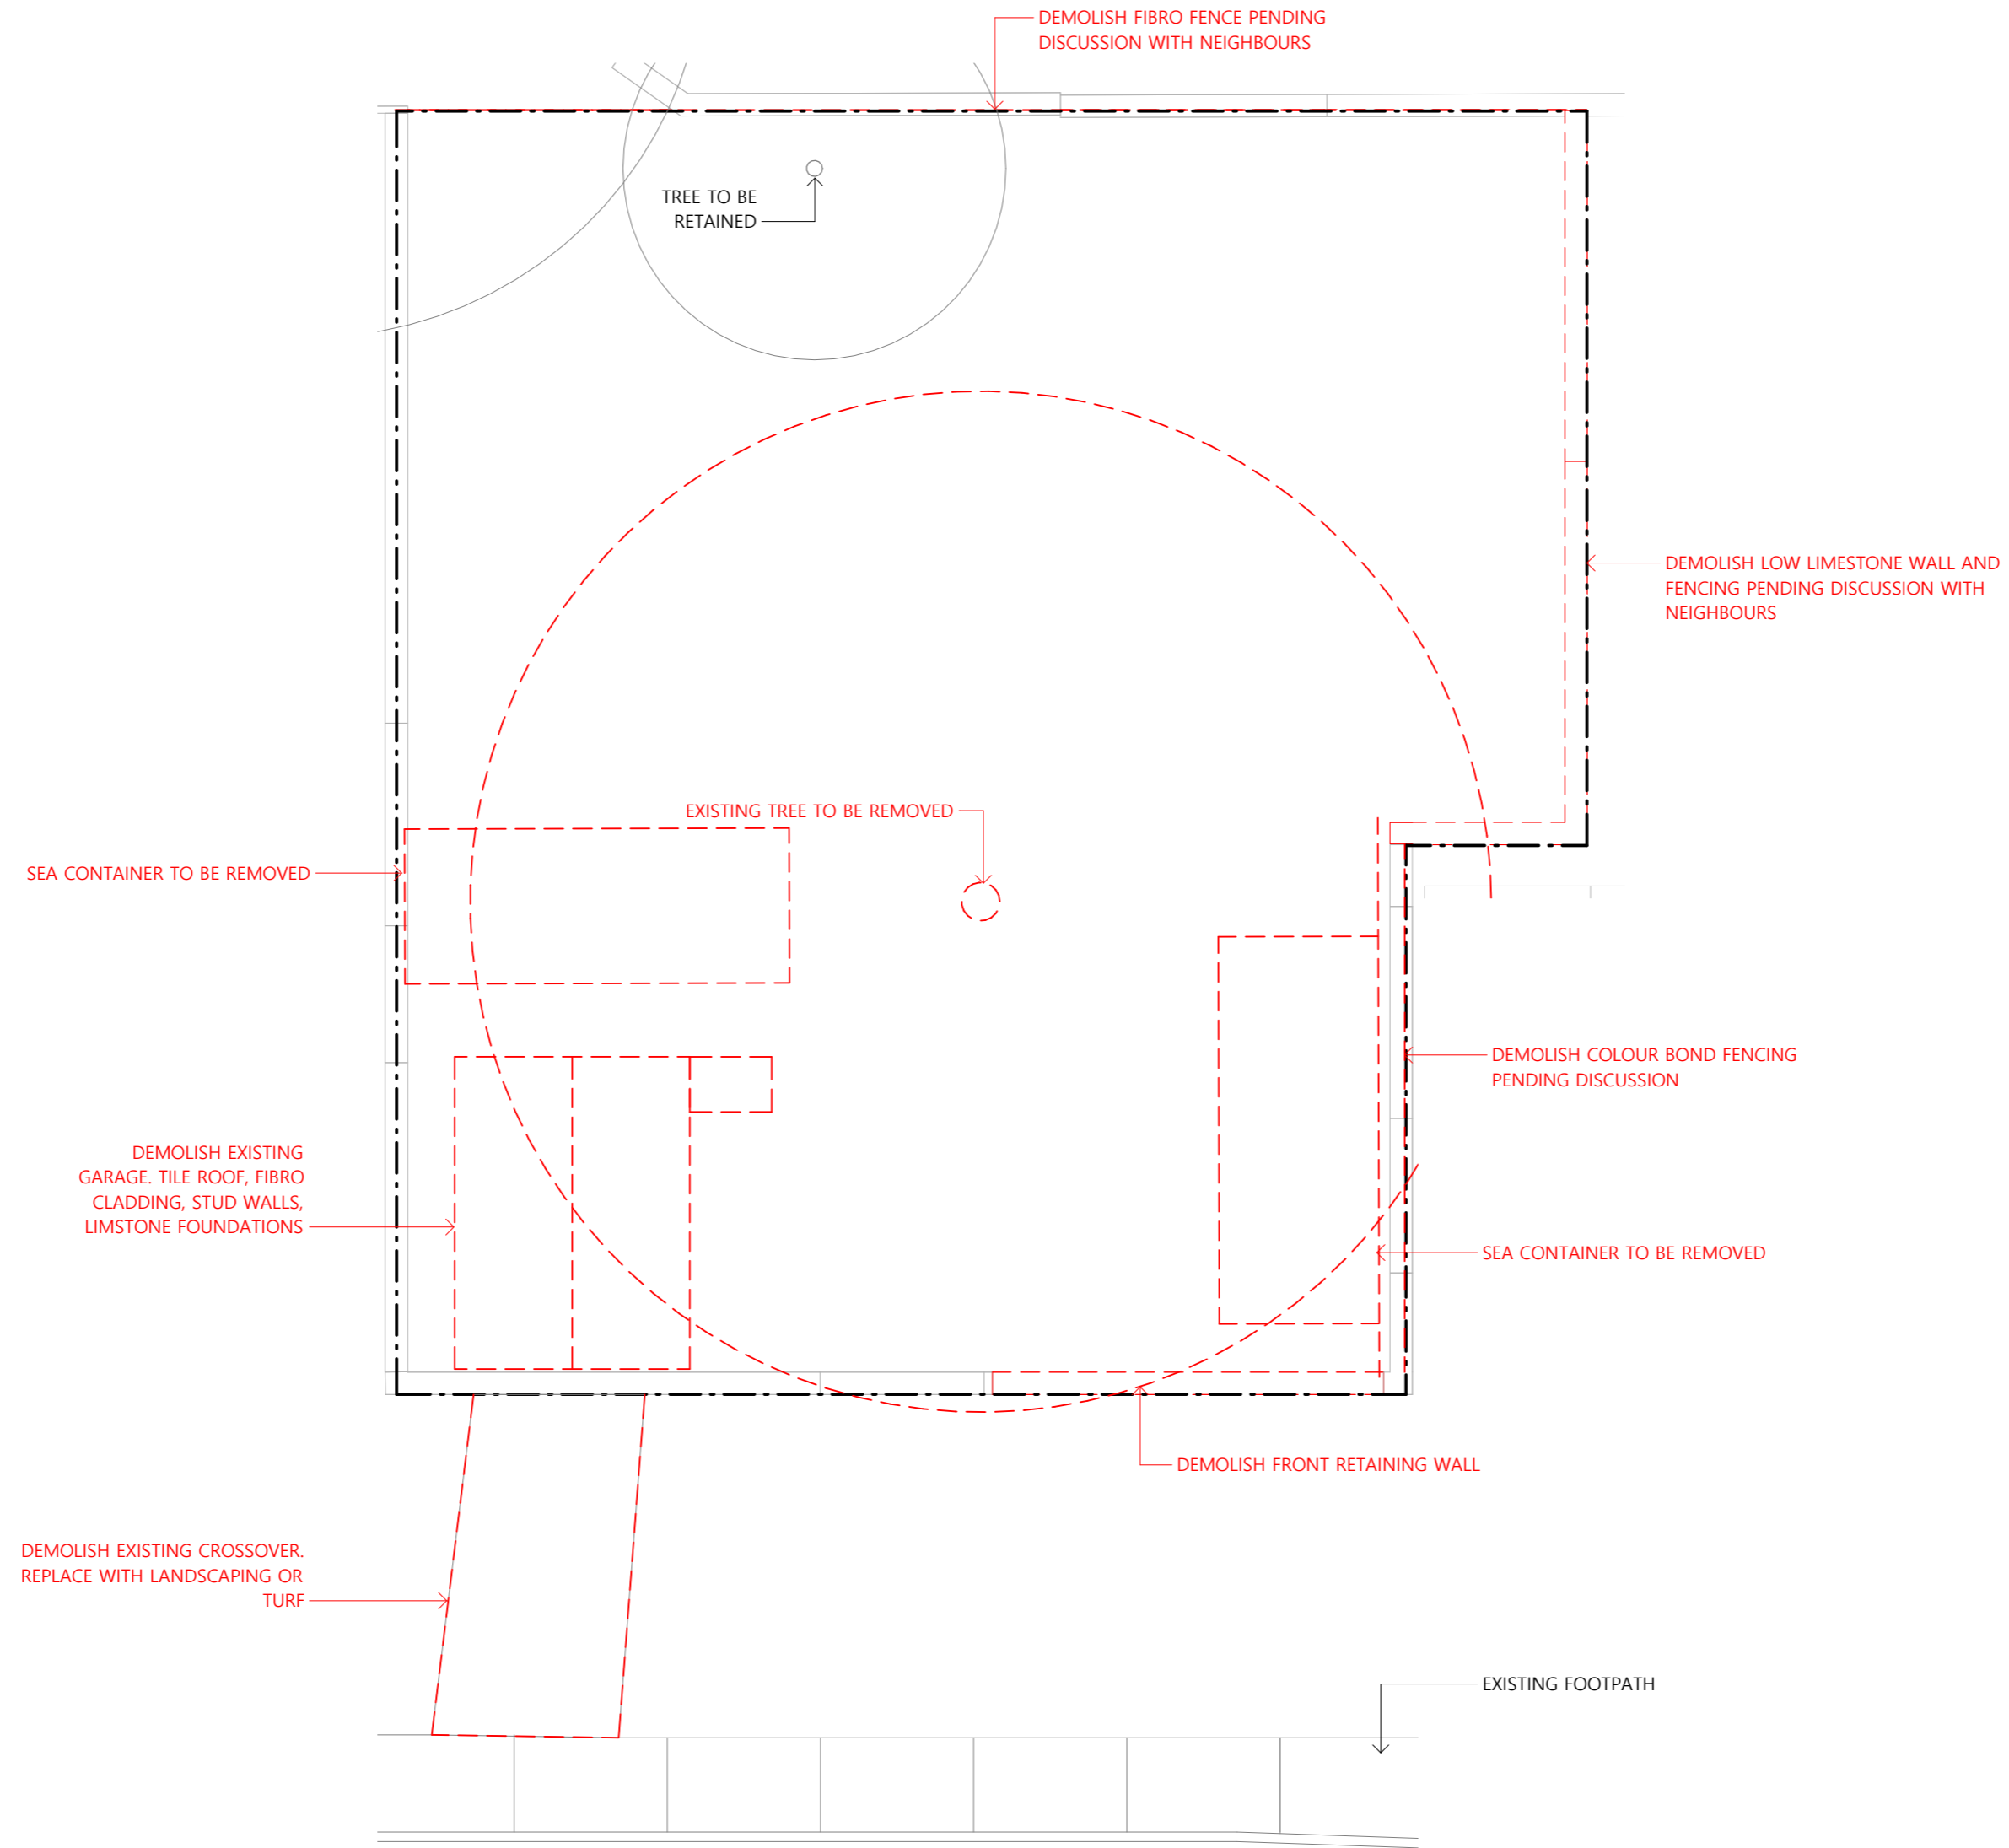 DEMOLISH FIBRO FENCE PENDING
DISCUSSION WITH NEIGHBOURS
TREE TO BE
RETAINED
DEMOLISH LOW LIMESTONE WALL AND
FENCING PENDING DISCUSSION WITH
NEIGHBOURS
EXISTING TREE TO BE REMOVED
SEA CONTAINER TO BE REMOVED
DEMOLISH COLOUR BOND FENCING
PENDING DISCUSSION
DEMOLISH EXISTING
GARAGE. TILE ROOF, FIBRO
CLADDING, STUD WALLS,
LIMSTONE FOUNDATIONS
SEA CONTAINER TO BE REMOVED
DEMOLISH FRONT RETAINING WALL
DEMOLISH EXISTING CROSSOVER.
REPLACE WITH LANDSCAPING OR
TURF
EXISTING FOOTPATH